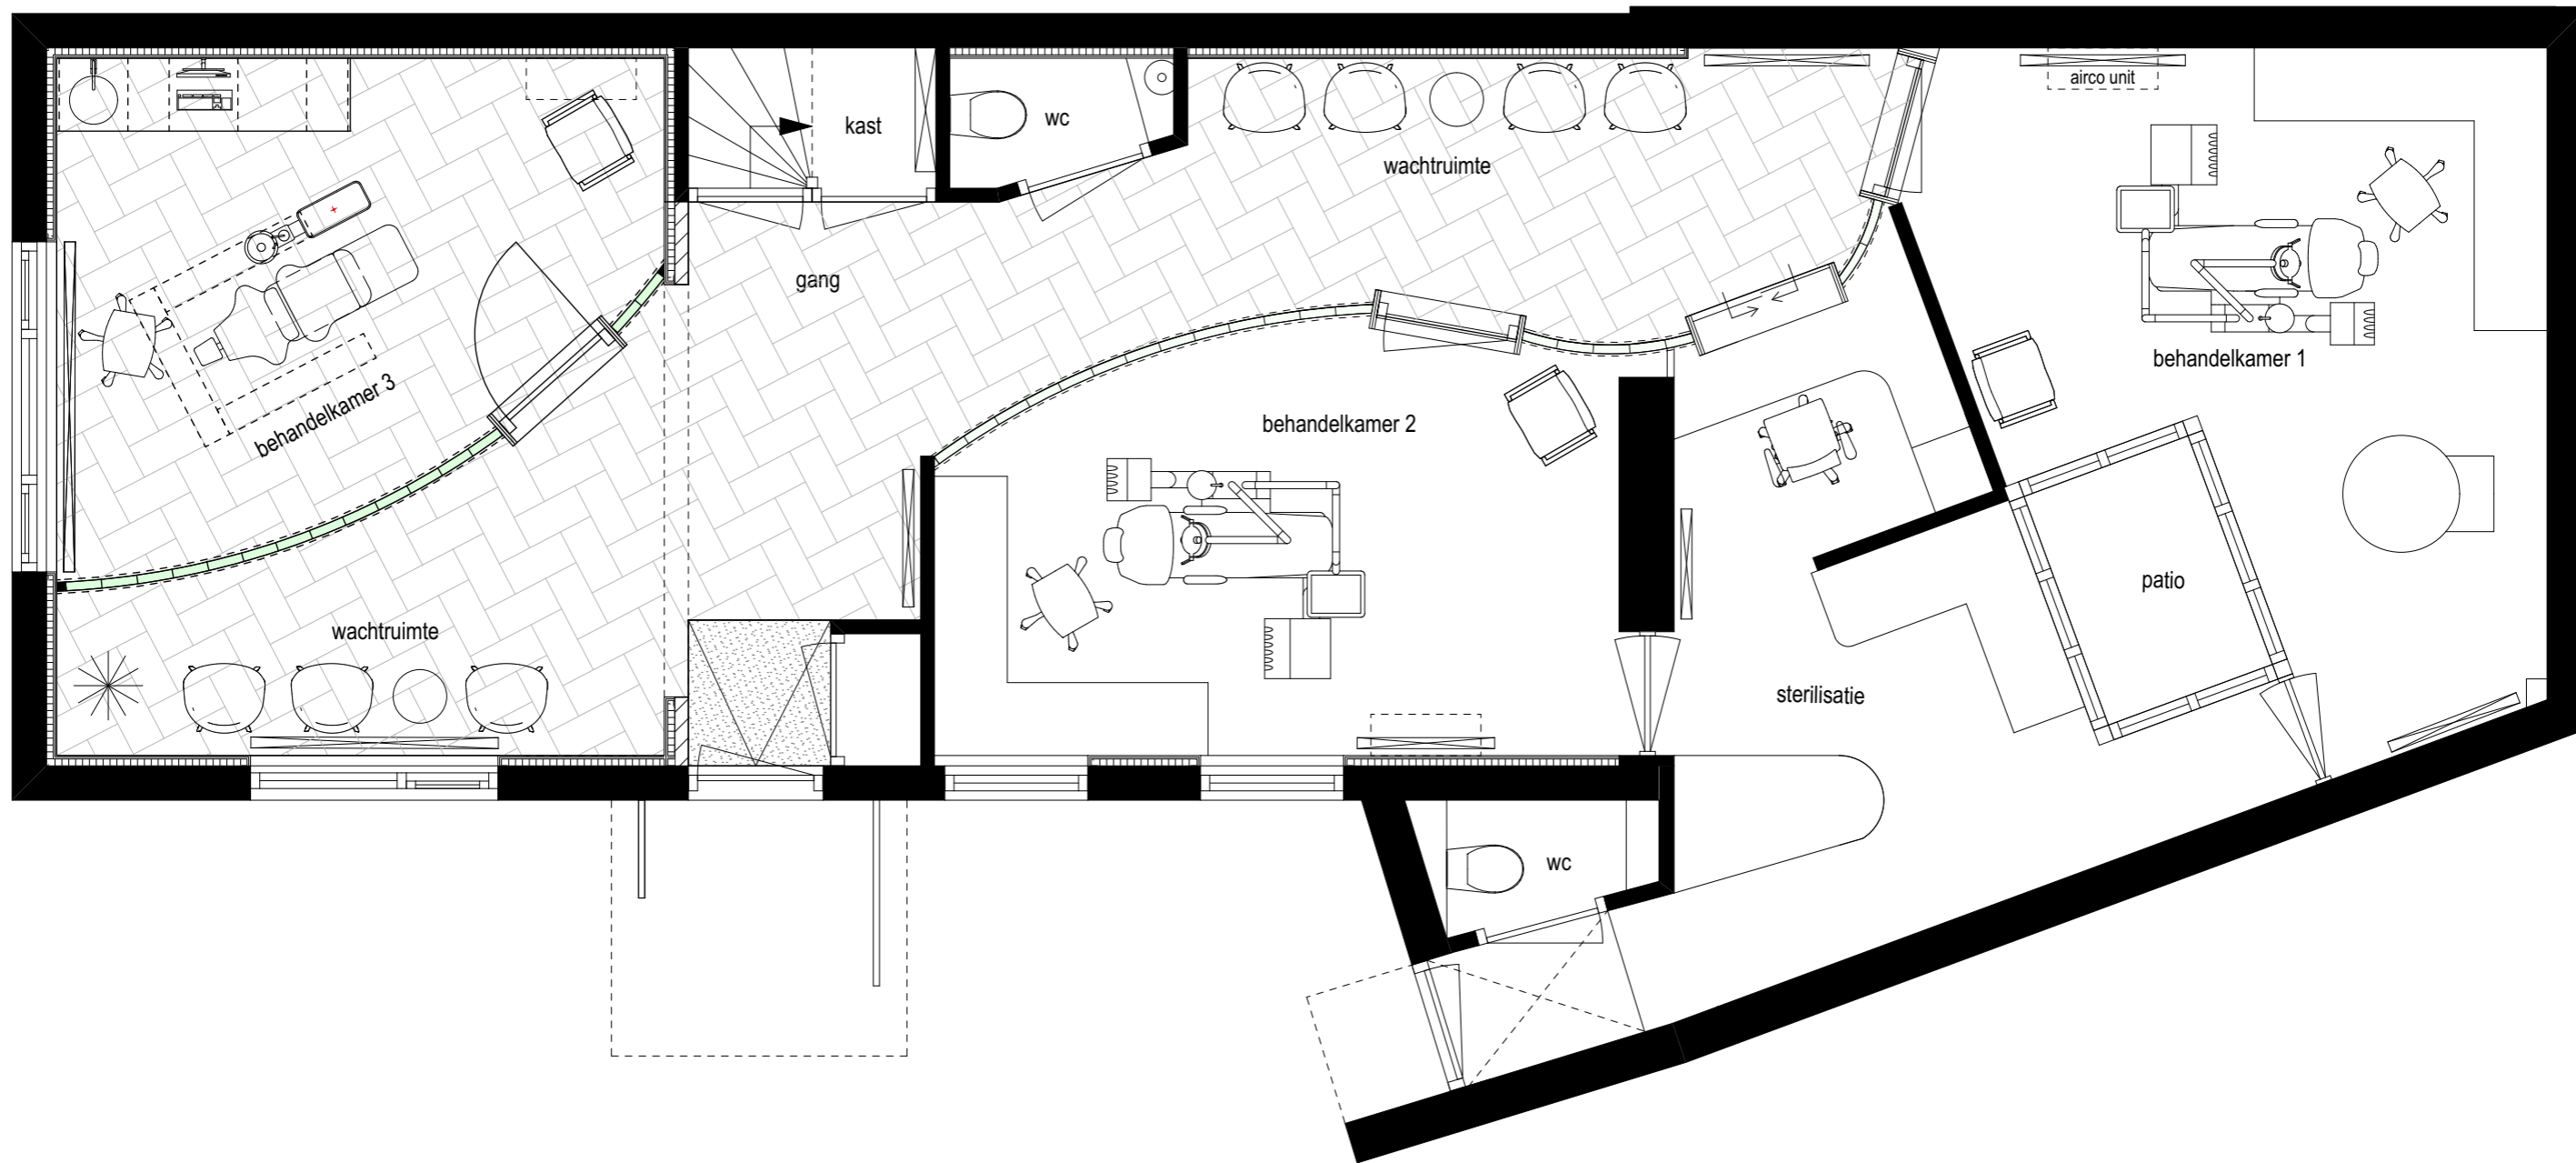 airco unit
kast
wc
wachtruimte
gang
behandelkamer 1
behandelkamer 3
behandelkamer 2
patio
wachtruimte
sterilisatie
wc